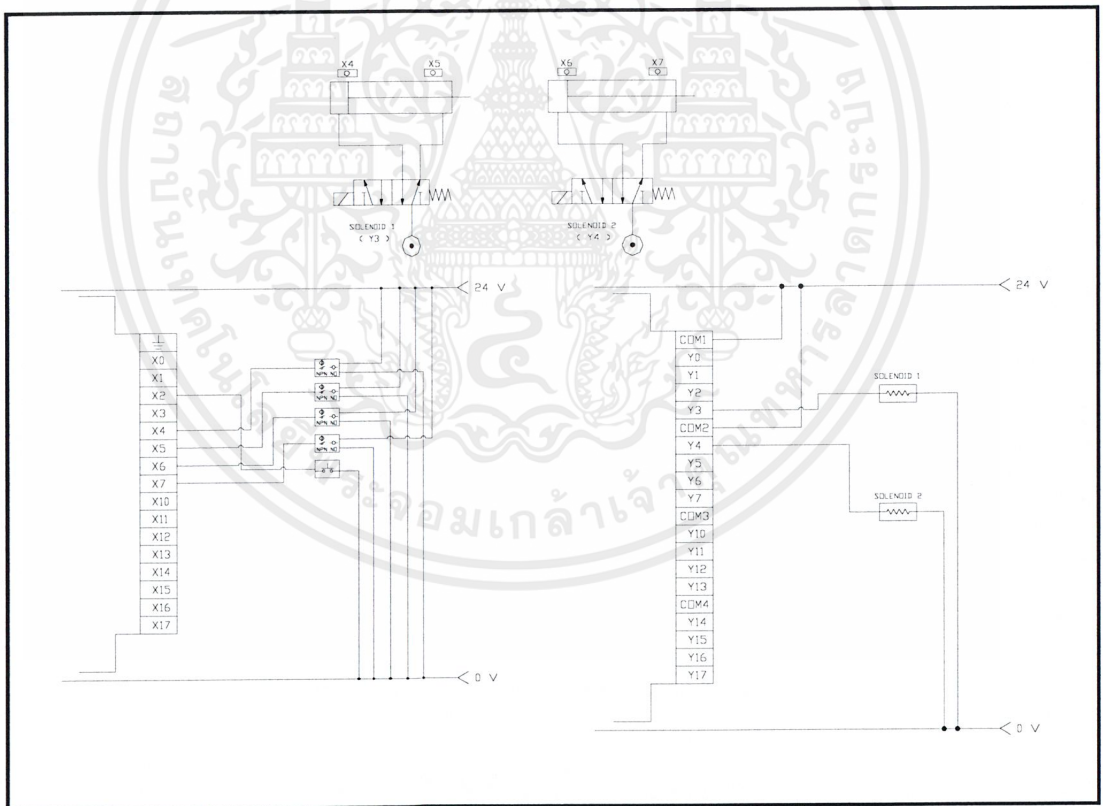 X4 X5
X6 X7
SOLENOID 1
( Y3 )
SOLENOID 2
( Y4 )
24 V
X0
X1
X2
X3
X4
X5
X6
X7
X10
X11
X12
X13
X14
X15
X16
X17
0 V
24 V
COM1
Y0
Y1
Y2
Y3
COM2
Y4
Y5
Y6
Y7
COM3
Y10
Y11
Y12
Y13
COM4
Y14
Y15
Y16
Y17
SOLENOID 1
SOLENOID 2
0 V